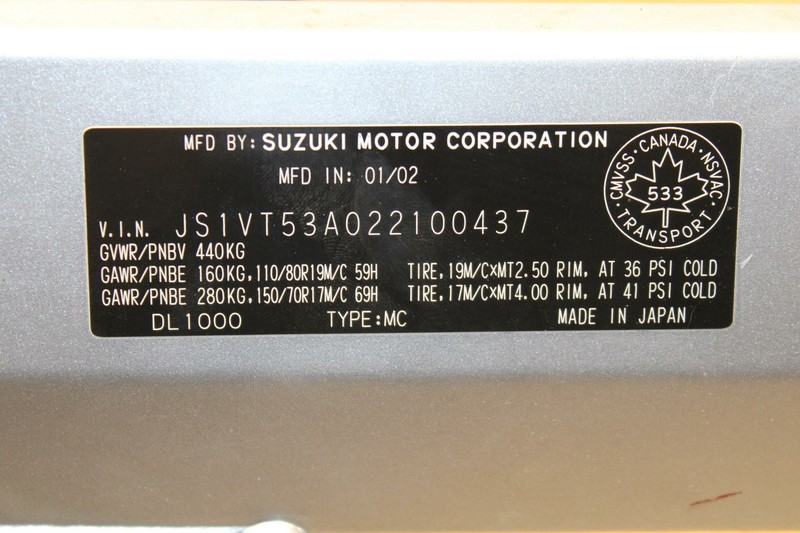 MFD BY: SUZUKI MOTOR CORPORATION
MFD IN: 01/02
CMVSS · CANADA · NSVAC · TRANSPORT ·
533
V.I.N. JS1VT53A022100437
GVWR/PNBV 440KG
GAWR/PNBE 160KG,110/80R19M/C 59H TIRE,19M/C×MT2.50 RIM, AT 36 PSI COLD
GAWR/PNBE 280KG,150/70R17M/C 69H TIRE,17M/C×MT4.00 RIM, AT 41 PSI COLD
DL1000 TYPE:MC MADE IN JAPAN